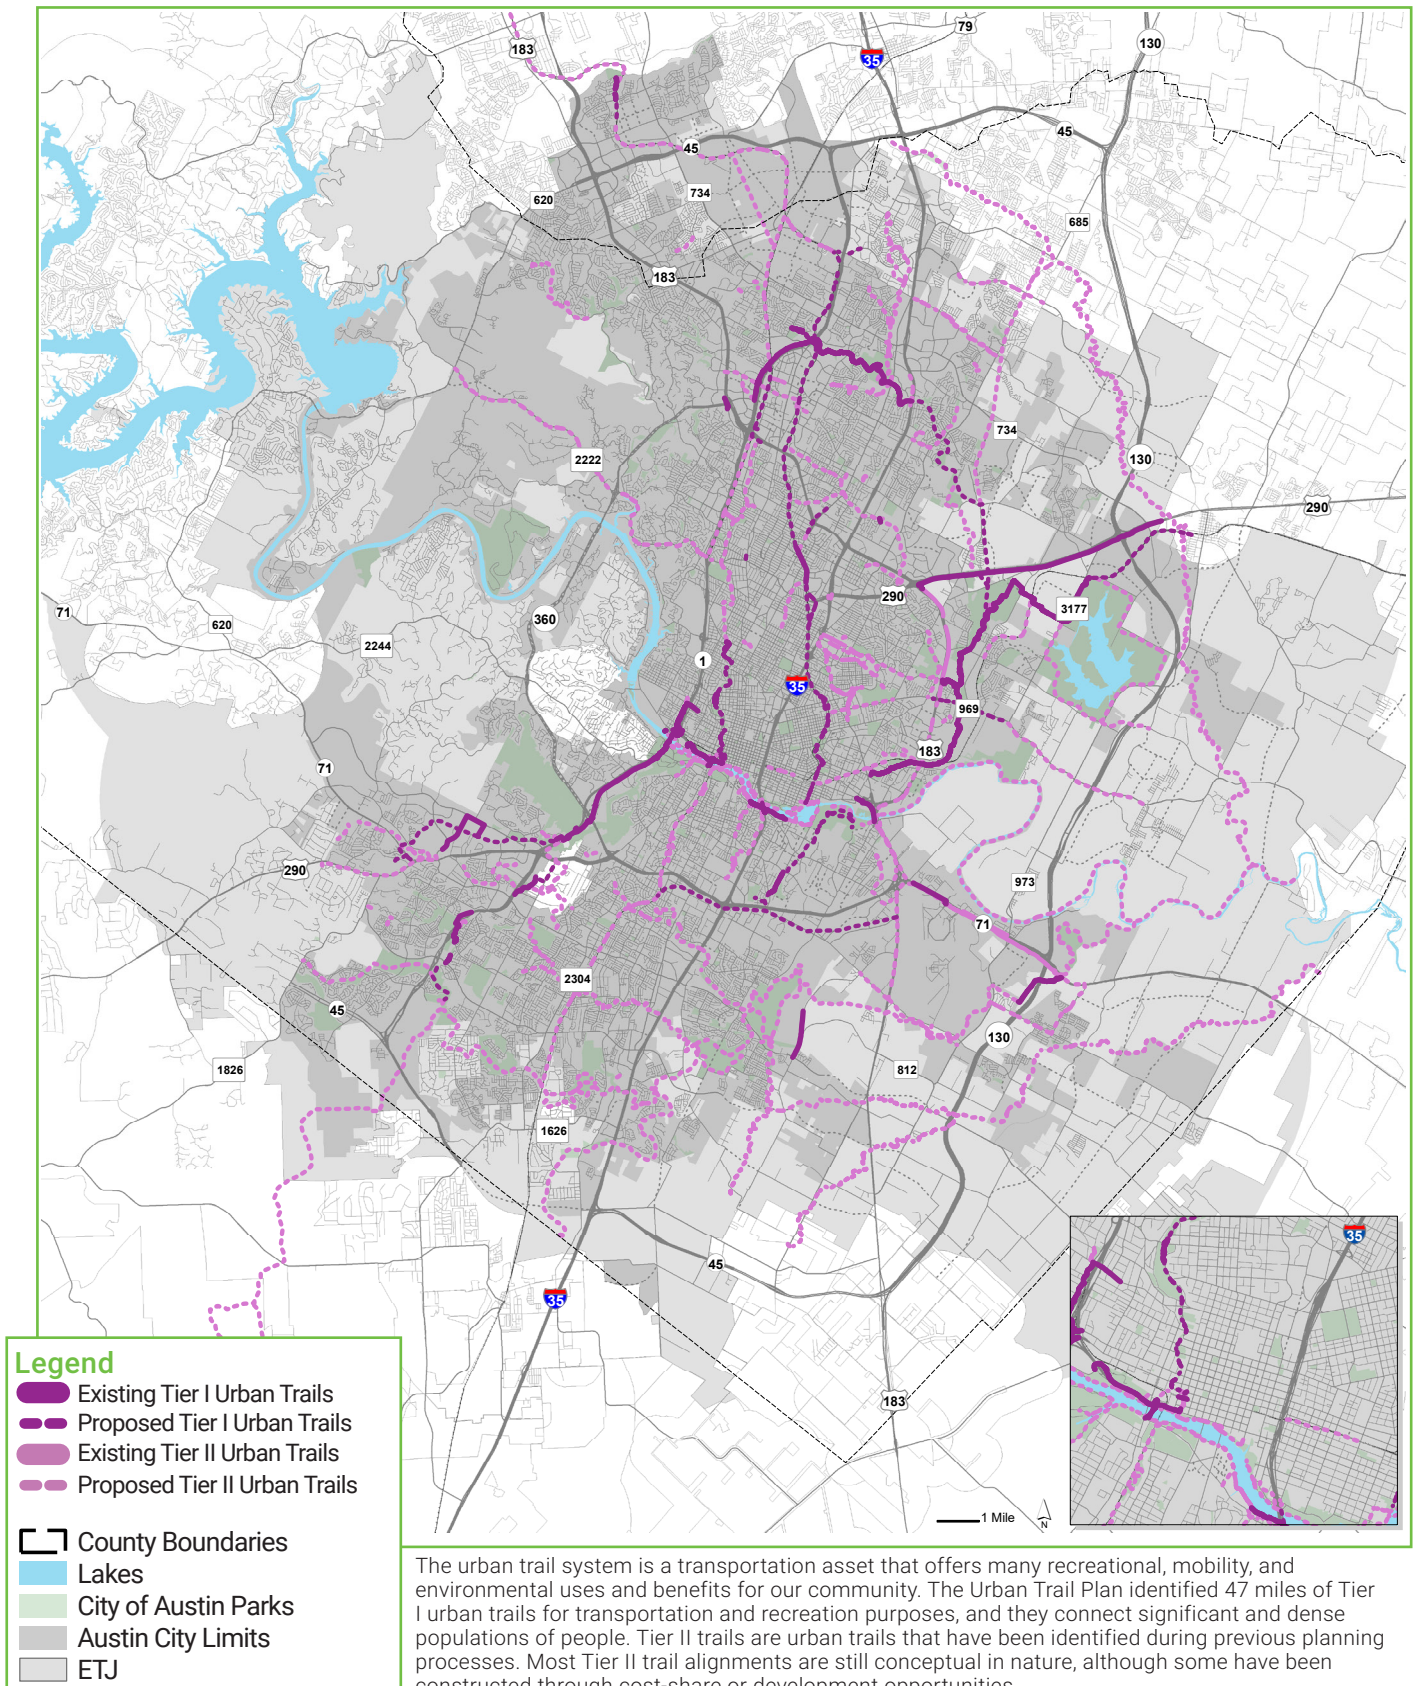 183
79
35
130
45
45
734
620
685
183
2222
734
130
290
71
620
2244
360
290
3177
1
35
969
183
71
290
973
71
2304
45
130
1826
812
1626
45
35
183
35
1 Mile
N
Legend
Existing Tier I Urban Trails
Proposed Tier I Urban Trails
Existing Tier II Urban Trails
Proposed Tier II Urban Trails
County Boundaries
Lakes
City of Austin Parks
Austin City Limits
ETJ
The urban trail system is a transportation asset that offers many recreational, mobility, and
environmental uses and benefits for our community. The Urban Trail Plan identified 47 miles of Tier
I urban trails for transportation and recreation purposes, and they connect significant and dense
populations of people. Tier II trails are urban trails that have been identified during previous planning
processes. Most Tier II trail alignments are still conceptual in nature, although some have been
constructed through cost-share or development opportunities